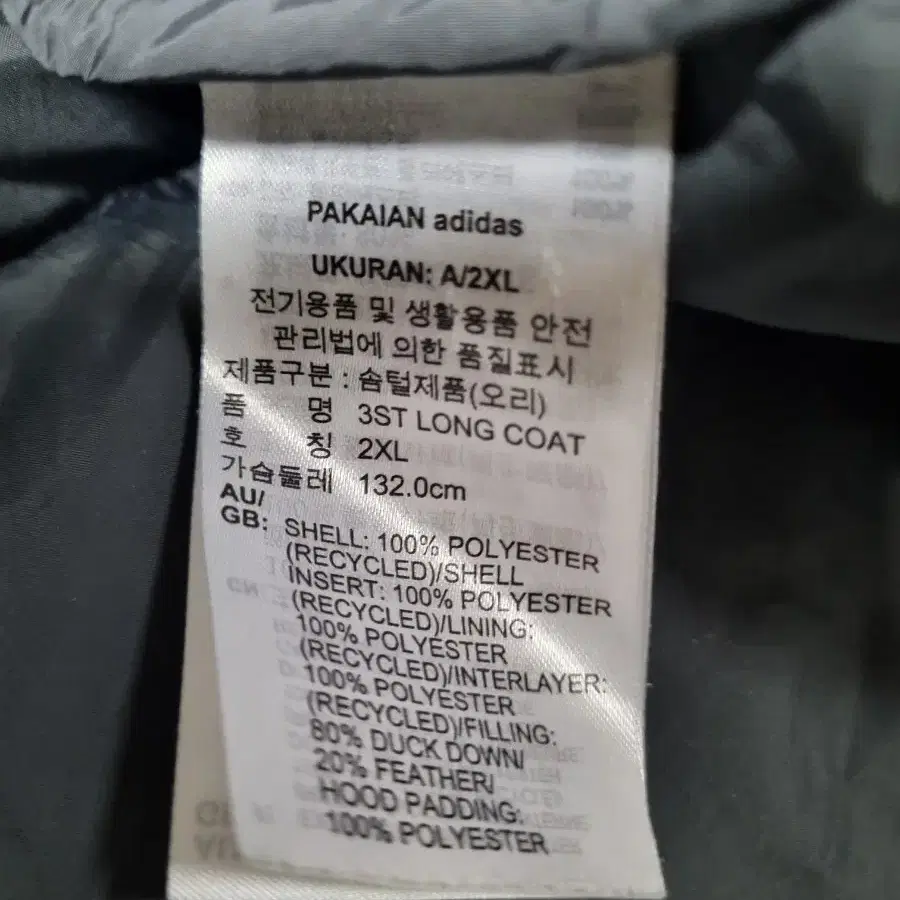 PAKAIAN adidas
UKURAN: A/2XL
전기용품 및 생활용품 안전
관리법에 의한 품질표시
제품구분 : 솜털제품(오리)
품 명 3ST LONG COAT
호 칭 2XL
가슴둘레 132.0cm
AU/
GB: SHELL: 100% POLYESTER
(RECYCLED)/SHELL
INSERT: 100% POLYESTER
(RECYCLED)/LINING:
100% POLYESTER
(RECYCLED)/INTERLAYER:
100% POLYESTER
(RECYCLED)/FILLING:
80% DUCK DOWN/
20% FEATHER/
HOOD PADDING:
100% POLYESTER